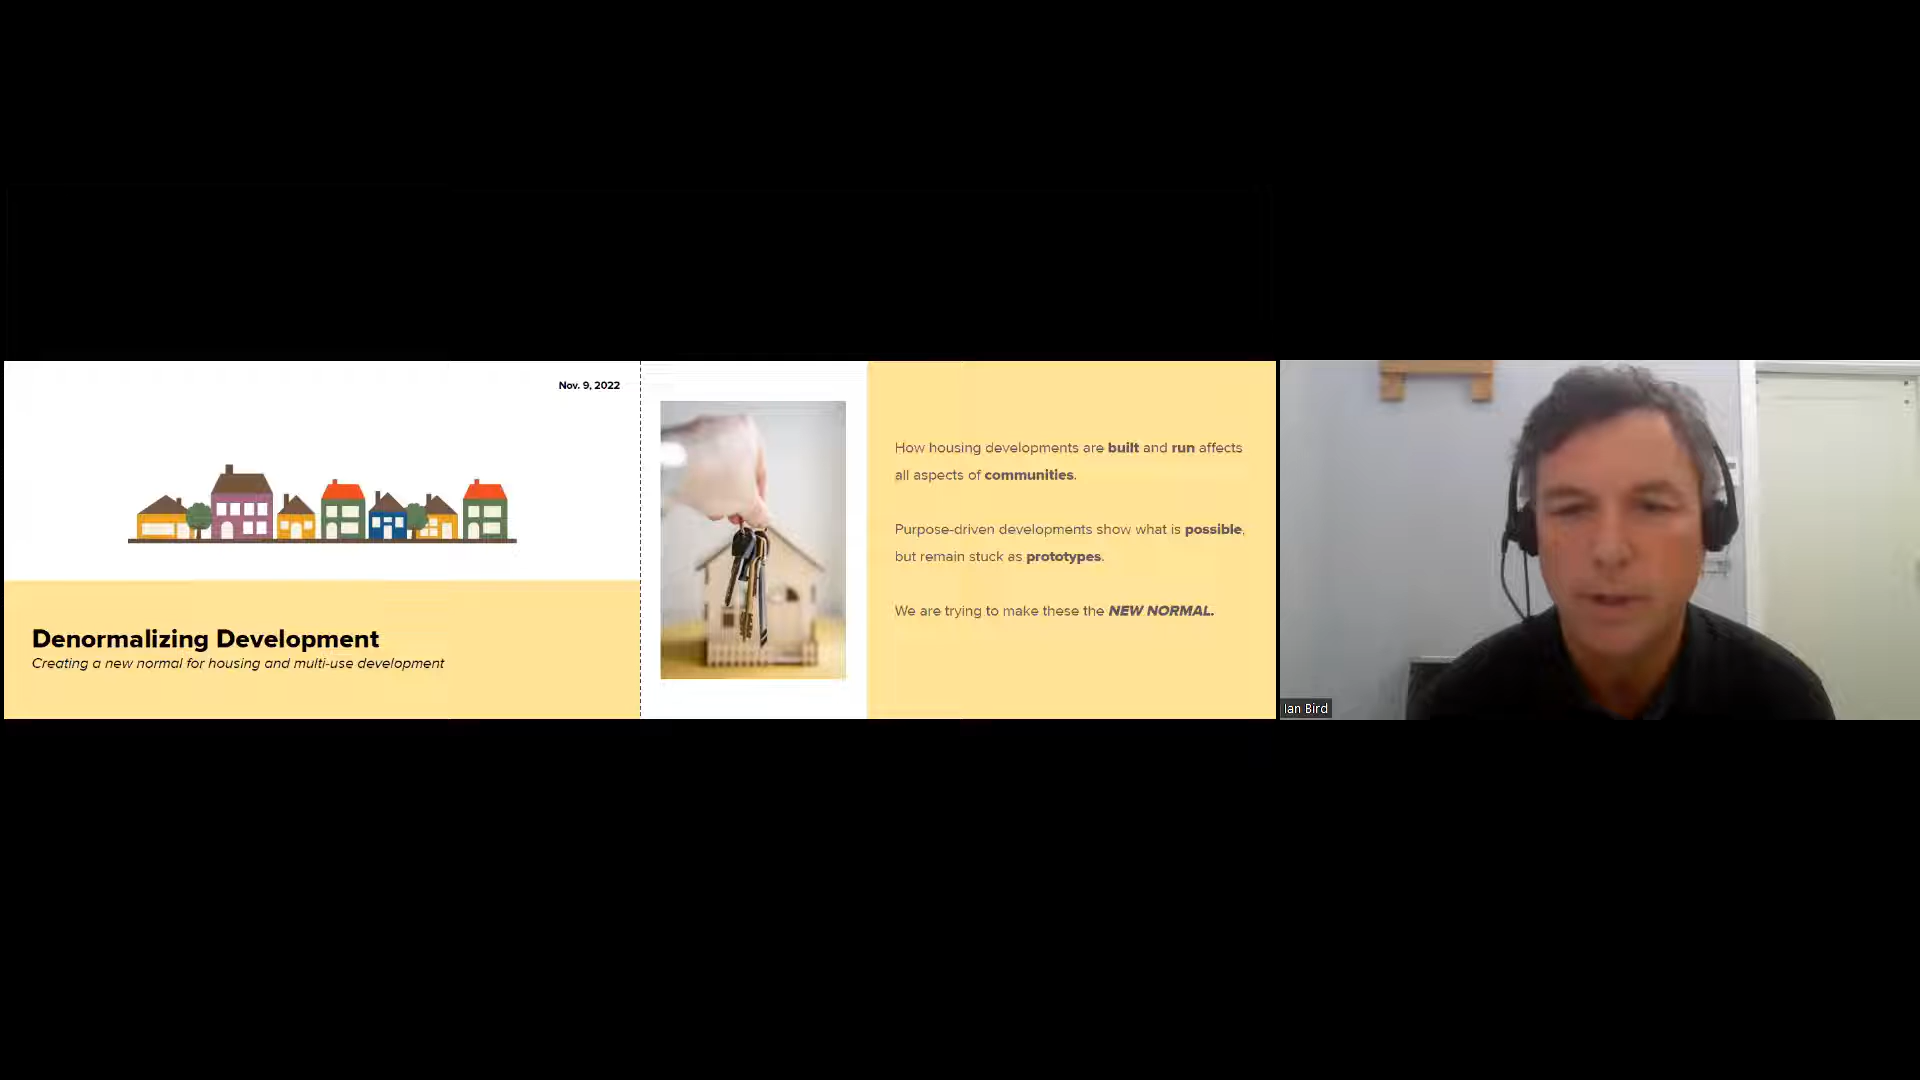 Nov. 9, 2022
Denormalizing Development
Creating a new normal for housing and multi-use development
How housing developments are built and run affects
all aspects of communities.
Purpose-driven developments show what is possible,
but remain stuck as prototypes.
We are trying to make these the NEW NORMAL.
Ian Bird